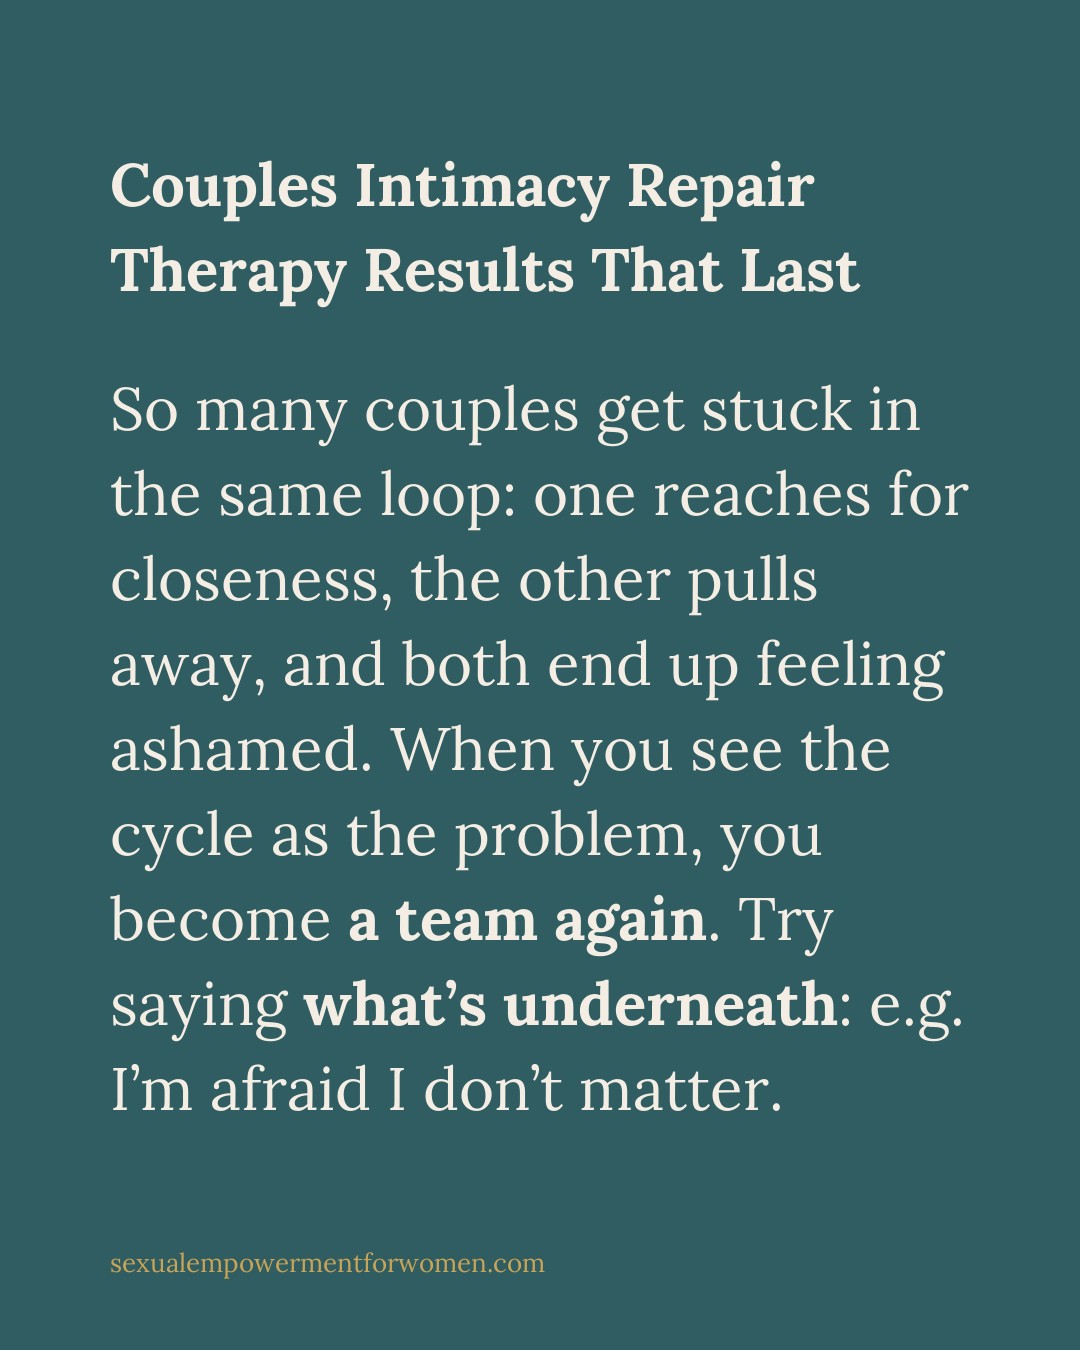 Couples Intimacy Repair
Therapy Results That Last
So many couples get stuck in
the same loop: one reaches for
closeness, the other pulls
away, and both end up feeling
ashamed. When you see the
cycle as the problem, you
become a team again. Try
saying what’s underneath: e.g.
I’m afraid I don’t matter.
sexualempowermentforwomen.com